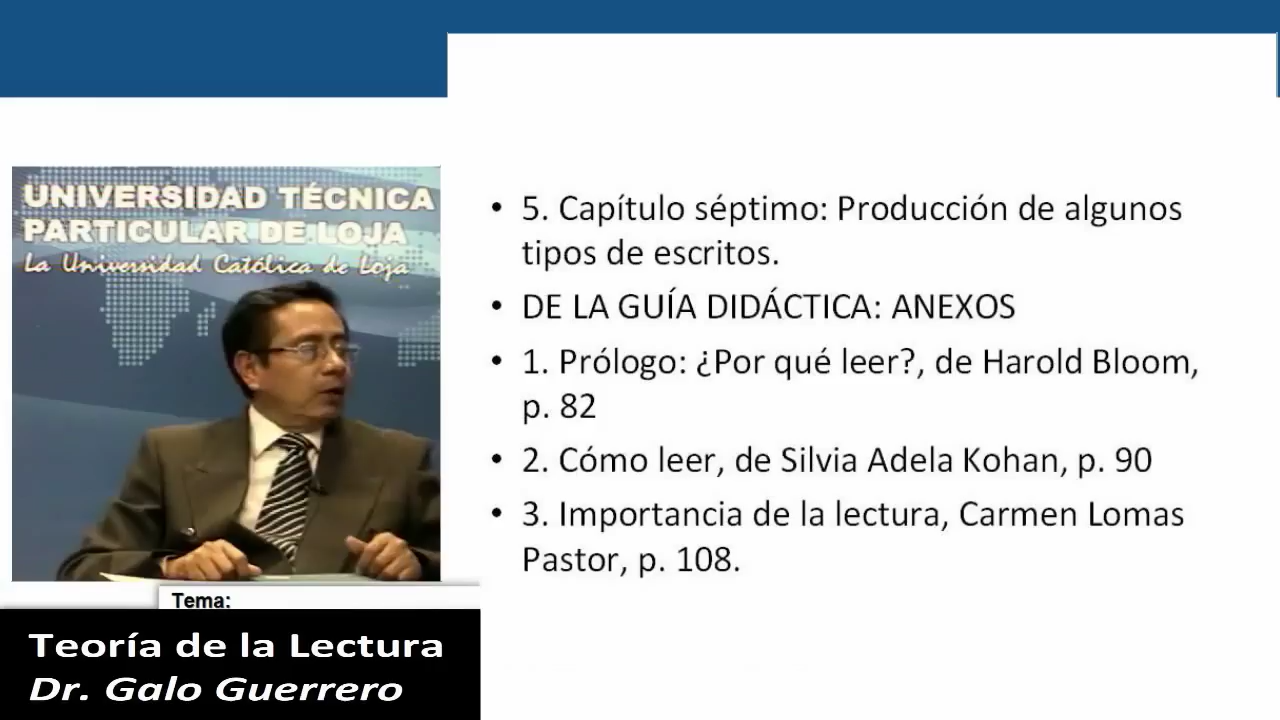 UNIVERSIDAD TÉCNICA
PARTICULAR DE LOJA
La Universidad Católica de Loja
• 5. Capítulo séptimo: Producción de algunos
tipos de escritos.
• DE LA GUÍA DIDÁCTICA: ANEXOS
• 1. Prólogo: ¿Por qué leer?, de Harold Bloom,
p. 82
• 2. Cómo leer, de Silvia Adela Kohan, p. 90
• 3. Importancia de la lectura, Carmen Lomas
Pastor, p. 108.
Tema:
Teoría de la Lectura
Dr. Galo Guerrero